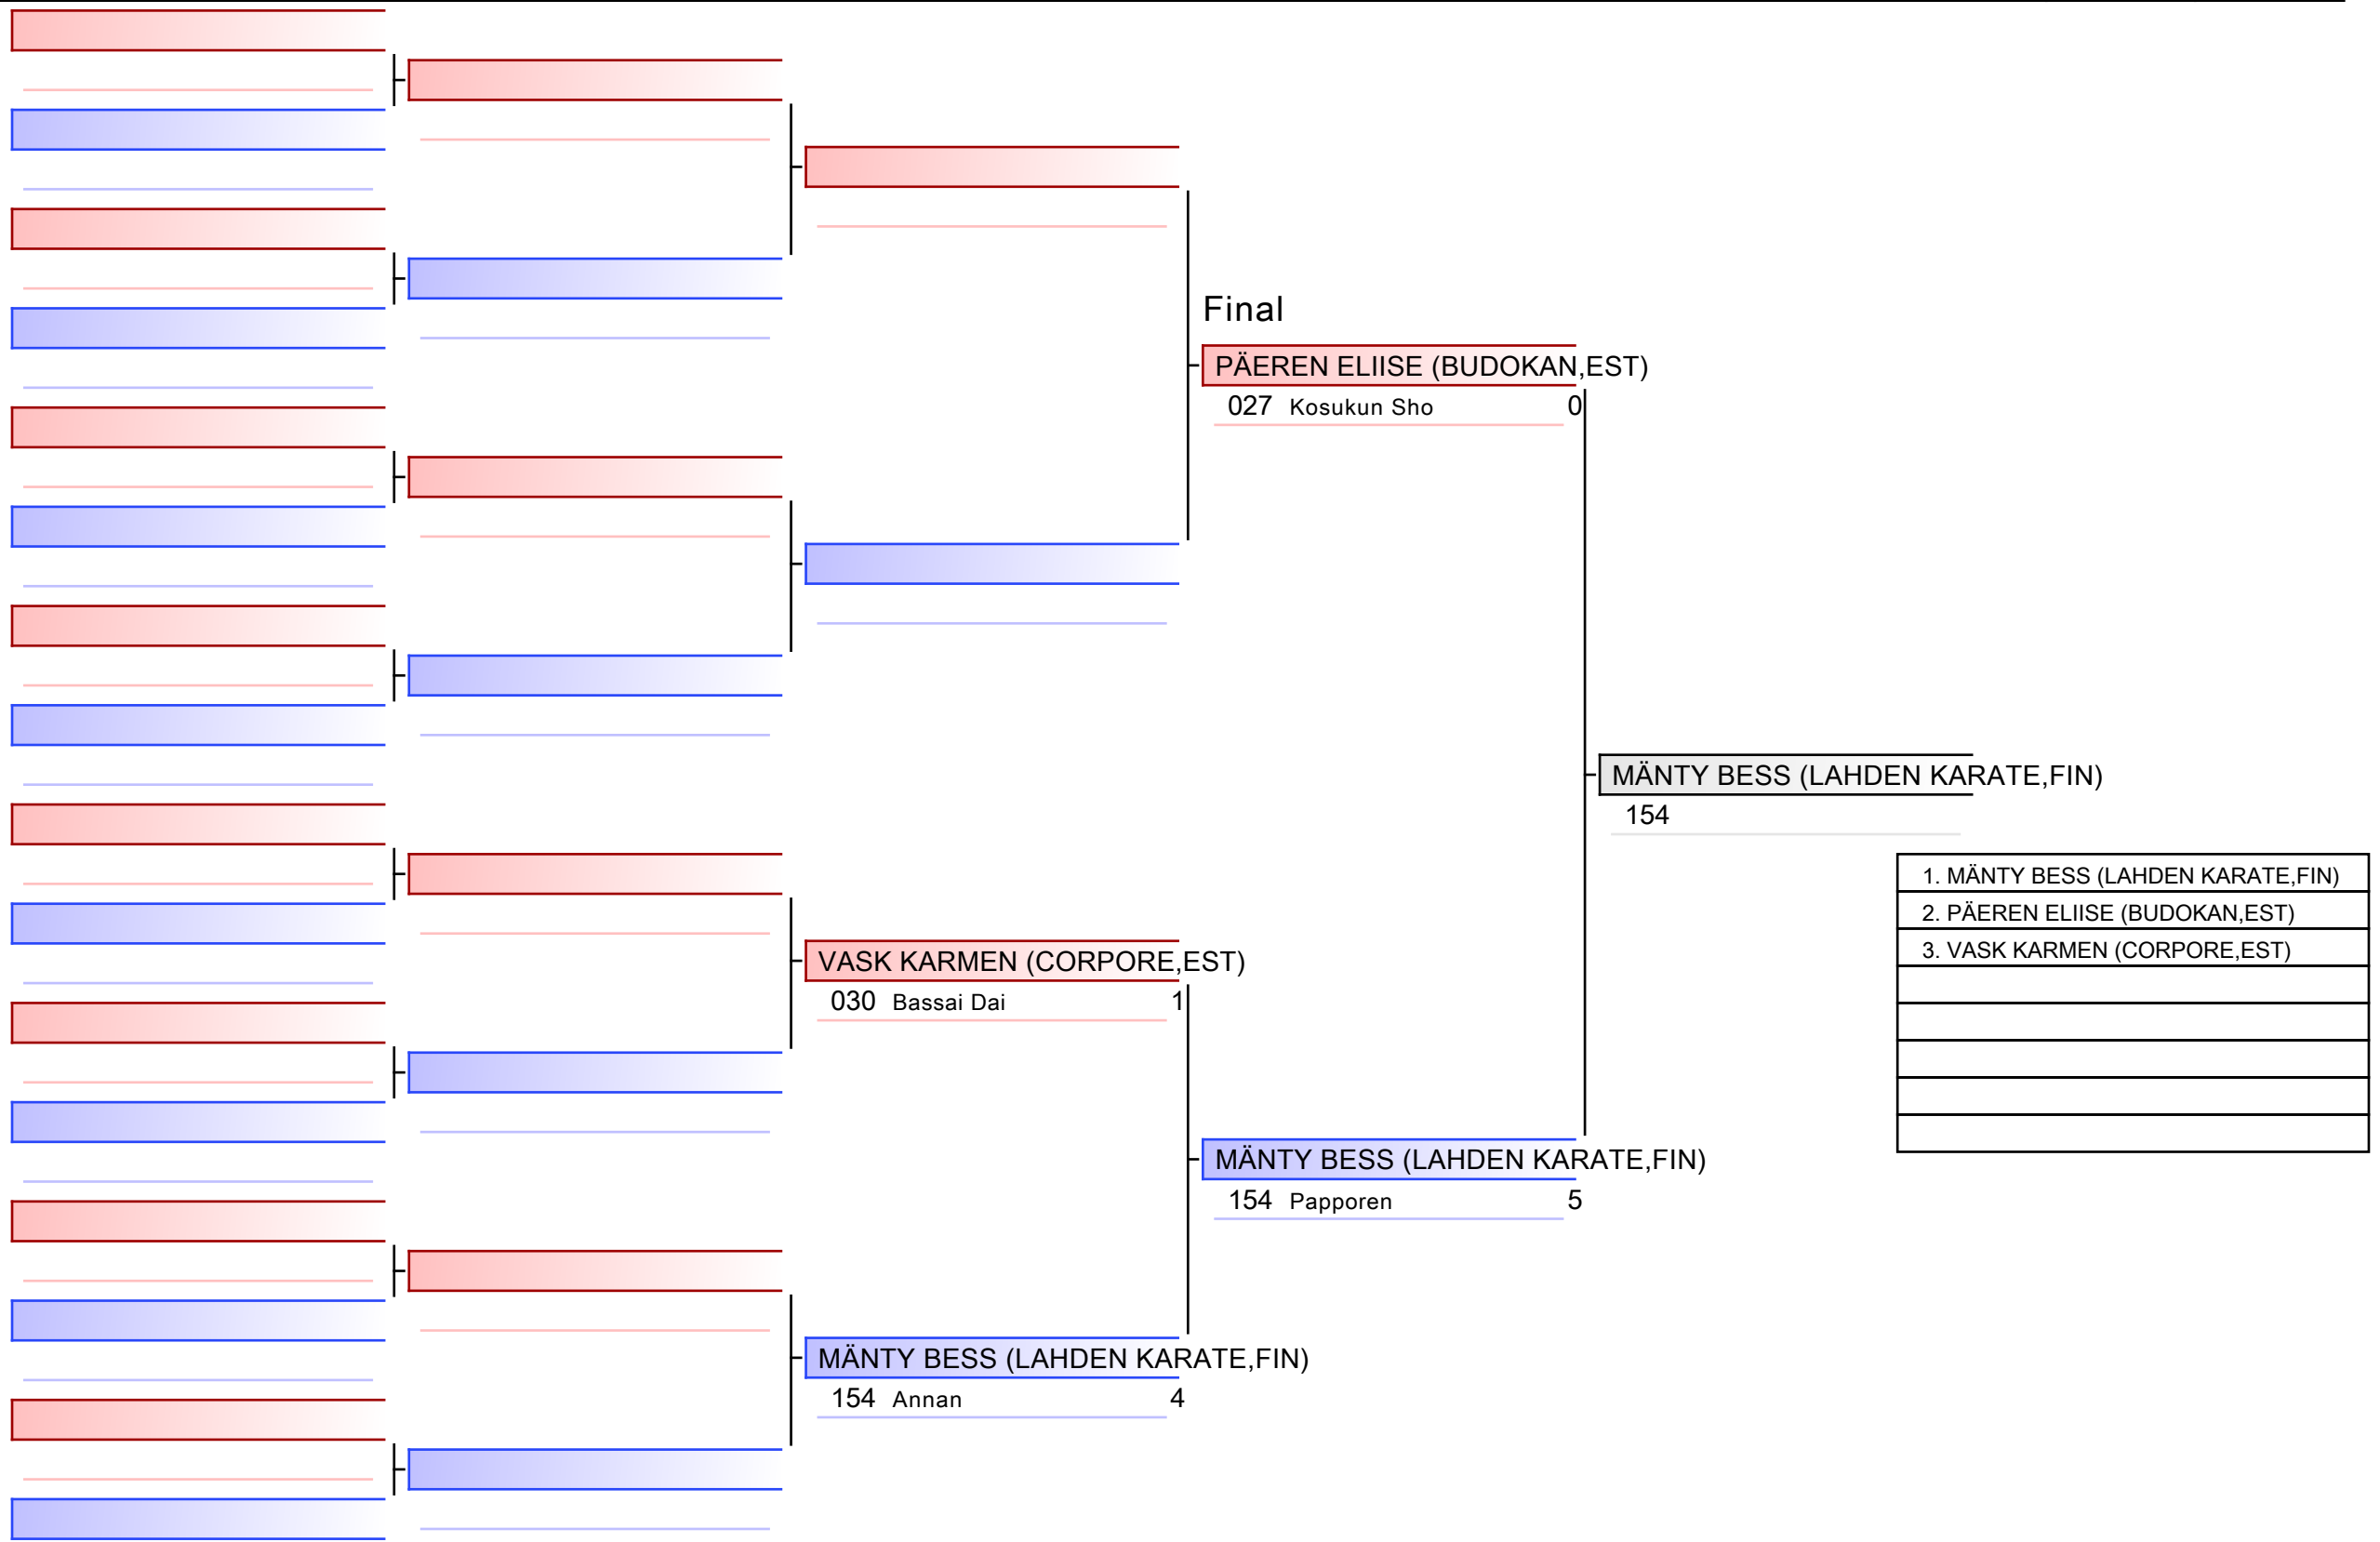 Final
PÄEREN ELIISE (BUDOKAN,EST)
027 Kosukun Sho 0
MÄNTY BESS (LAHDEN KARATE,FIN)
154
1. MÄNTY BESS (LAHDEN KARATE,FIN)
2. PÄEREN ELIISE (BUDOKAN,EST)
3. VASK KARMEN (CORPORE,EST)
VASK KARMEN (CORPORE,EST)
030 Bassai Dai 1
MÄNTY BESS (LAHDEN KARATE,FIN)
154 Papporen 5
MÄNTY BESS (LAHDEN KARATE,FIN)
154 Annan 4